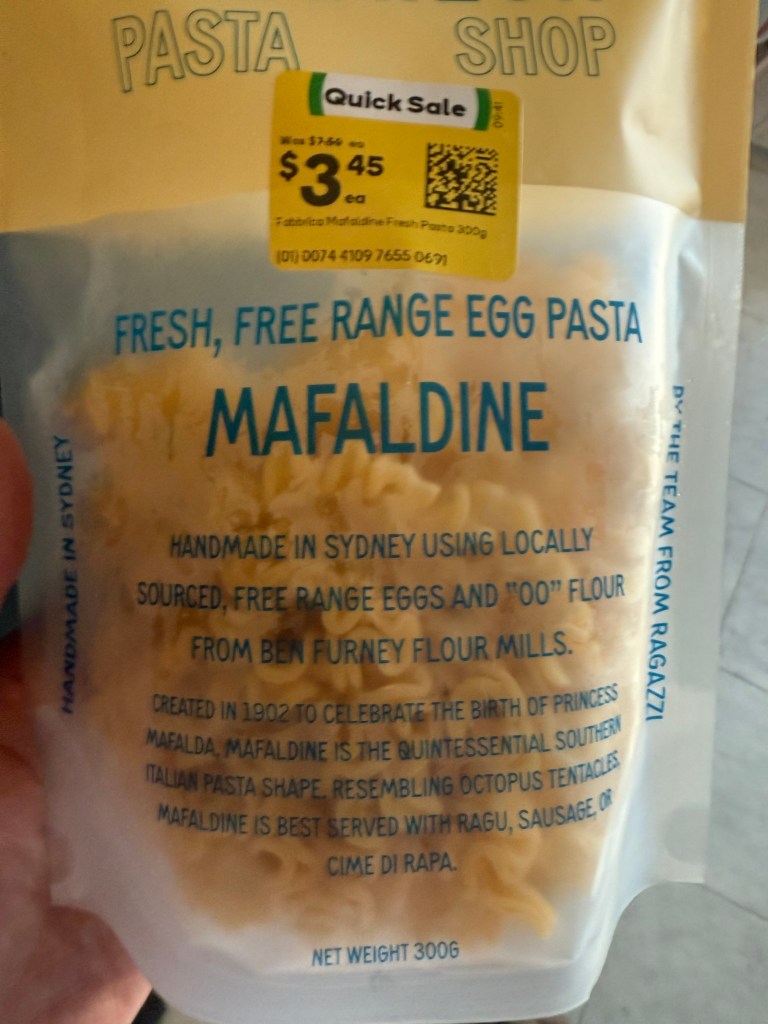 PASTA SHOP
Quick Sale
09:41
Was $7.50 ea
$3.45 ea
Fabbrica Mafaldine Fresh Pasta 300g
(01) 0074 4109 7655 0691
FRESH, FREE RANGE EGG PASTA
MAFALDINE
HANDMADE IN SYDNEY
BY THE TEAM FROM RAGAZZI
HANDMADE IN SYDNEY USING LOCALLY
SOURCED, FREE RANGE EGGS AND "OO" FLOUR
FROM BEN FURNEY FLOUR MILLS.
CREATED IN 1902 TO CELEBRATE THE BIRTH OF PRINCESS
MAFALDA, MAFALDINE IS THE QUINTESSENTIAL SOUTHERN
ITALIAN PASTA SHAPE. RESEMBLING OCTOPUS TENTACLES,
MAFALDINE IS BEST SERVED WITH RAGU, SAUSAGE, OR
CIME DI RAPA.
NET WEIGHT 300G